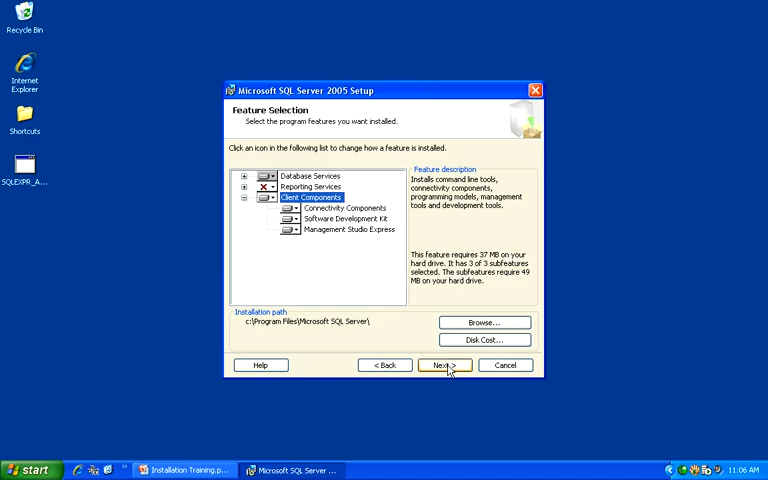 Recycle Bin
Internet
Explorer
Shortcuts
SQLEXPR_A...
Microsoft SQL Server 2005 Setup
Feature Selection
Select the program features you want installed.
Click an icon in the following list to change how a feature is installed.
Database Services
Reporting Services
Client Components
Connectivity Components
Software Development Kit
Management Studio Express
Feature description
Installs command line tools,
connectivity components,
programming models, management
tools and development tools.
This feature requires 37 MB on your
hard drive. It has 3 of 3 subfeatures
selected. The subfeatures require 49
MB on your hard drive.
Installation path
c:\Program Files\Microsoft SQL Server\
Browse...
Disk Cost...
Help
< Back
Next >
Cancel
start
Installation Training.p...
Microsoft SQL Server ...
11:06 AM